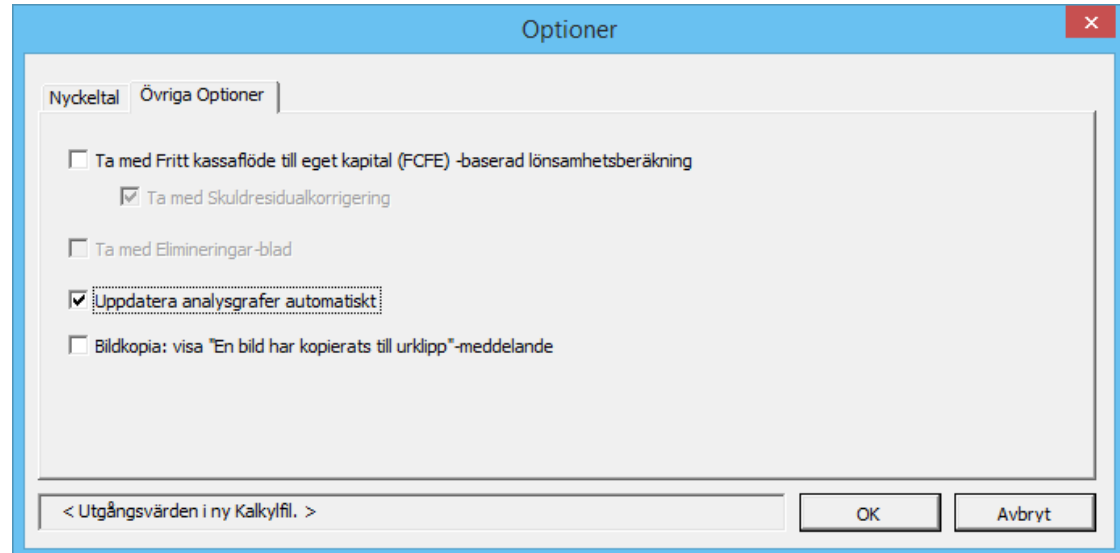 Optioner
Nyckeltal Övriga Optioner
Ta med Fritt kassaflöde till eget kapital (FCFE) -baserad lönsamhetsberäkning
Ta med Skuldresidualkorrigering
Ta med Elimineringar-blad
Uppdatera analysgrafer automatiskt
Bildkopia: visa "En bild har kopierats till urklipp"-meddelande
< Utgångsvärden i ny Kalkylfil. > OK Avbryt